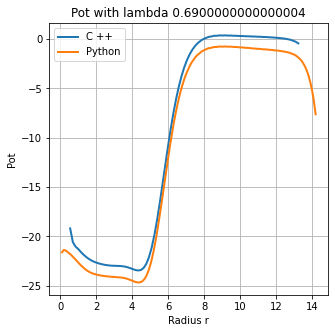 Pot with lambda 0.6900000000000004
C ++
Python
Pot
0
−5
−10
−15
−20
−25
0 2 4 6 8 10 12 14
Radius r